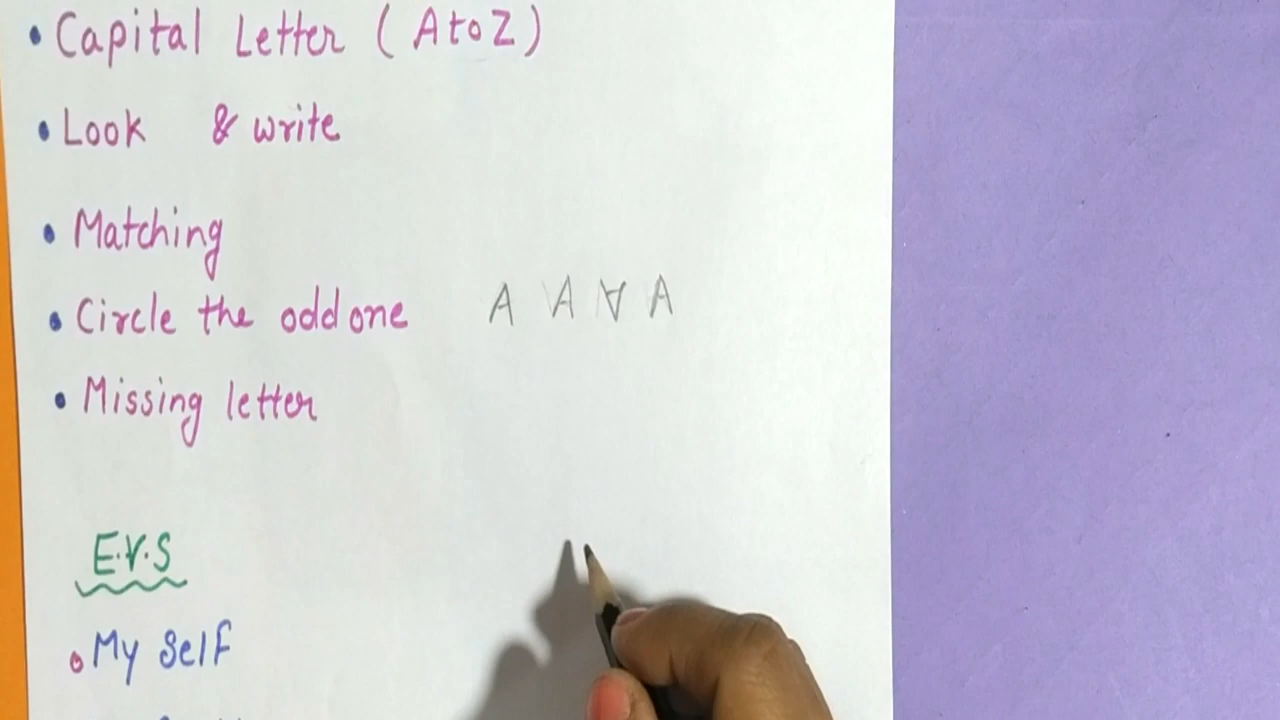 • Capital Letter ( A to Z )
• Look & write
• Matching
• Circle the odd one A A ∀ A
• Missing letter
E.V.S
• My Self